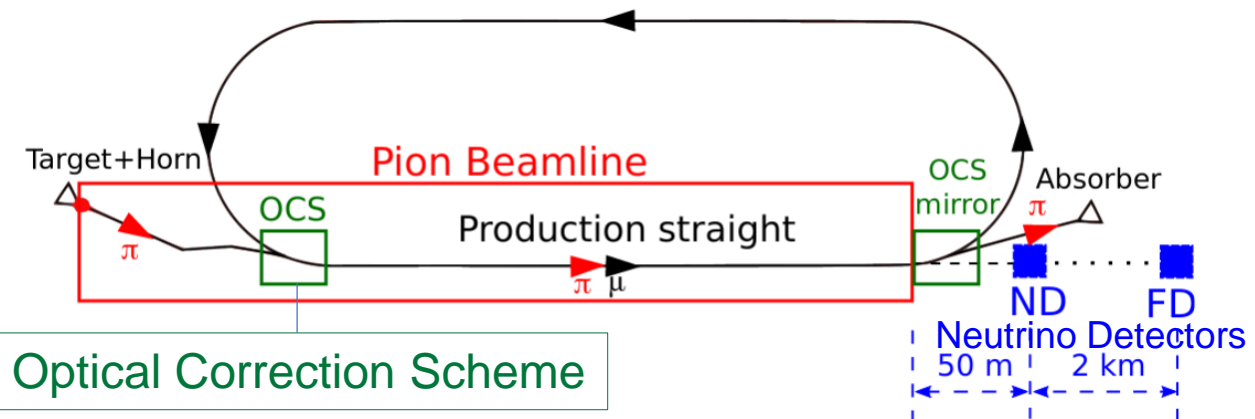 Target+Horn
Pion Beamline
OCS
mirror
Absorber
π
OCS
Production straight
π
π μ
ND
FD
Neutrino Detectors
50 m
2 km
Optical Correction Scheme